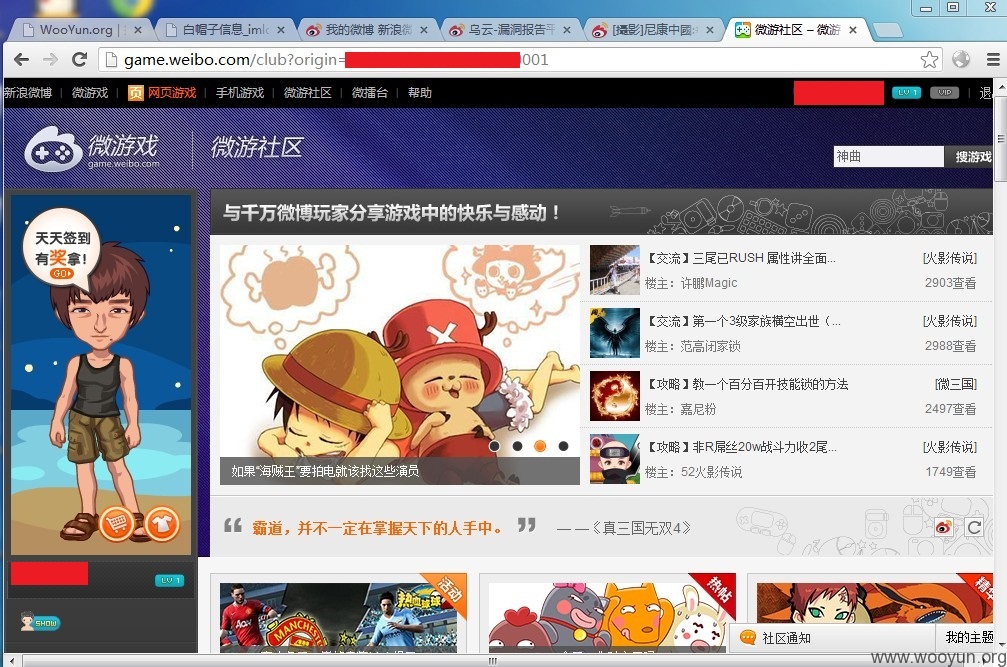 WooYun.org |
白帽子信息_imlo
我的微博 新浪微
乌云-漏洞报告平
[攝影]尼康中國:
微游社区 – 微游
game.weibo.com/club?origin=
0001
新浪微博 | 微游戏 | 页 网页游戏 | 手机游戏 | 微游社区 | 微擂台 | 帮助
LV 1 VIP | 退
微游戏
game.weibo.com
微游社区
神曲
搜游戏
天天签到
有奖拿!
GO
与千万微博玩家分享游戏中的快乐与感动！
如果“海贼王”要拍电就该找这些演员
【交流】三尾已RUSH 属性讲全面... [火影传说]
楼主：许鹏Magic 2903查看
【交流】第一个3级家族横空出世（... [火影传说]
楼主：范高闭家锁 2988查看
【攻略】教一个百分百开技能锁的方法 [微三国]
楼主：嘉尼粉 2497查看
【攻略】非R屌丝20w战斗力收2尾... [火影传说]
楼主：52火影传说 1749查看
“ 霸道，并不一定在掌握天下的人手中。 ” ——《真三国无双4》
LV 1
SHOW
活动
热血球球
热帖
精华
社区通知
我的主题
www.wooyun.org